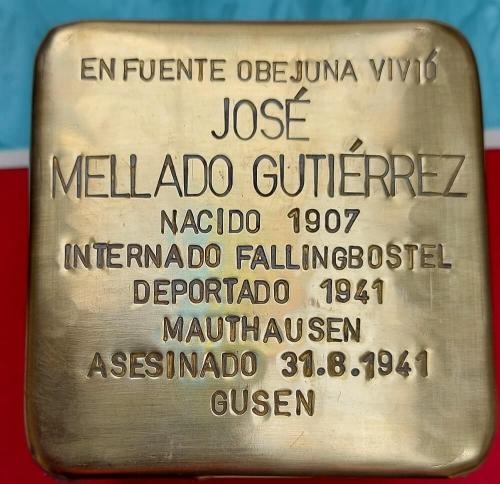 EN FUENTE OBEJUNA VIVIÓ
JOSÉ
MELLADO GUTIÉRREZ
NACIDO 1907
INTERNADO FALLINGBOSTEL
DEPORTADO 1941
MAUTHAUSEN
ASESINADO 31.8.1941
GUSEN